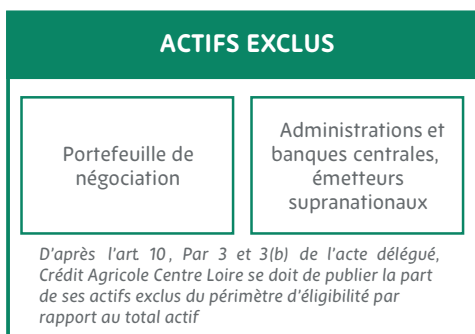 ACTIFS EXCLUS
Portefeuille de
négociation
Administrations et
banques centrales,
émetteurs
supranationaux
D'après l'art 10, Par 3 et 3(b) de l'acte délégué,
Crédit Agricole Centre Loire se doit de publier la part
de ses actifs exclus du périmètre d'éligibilité par
rapport au total actif